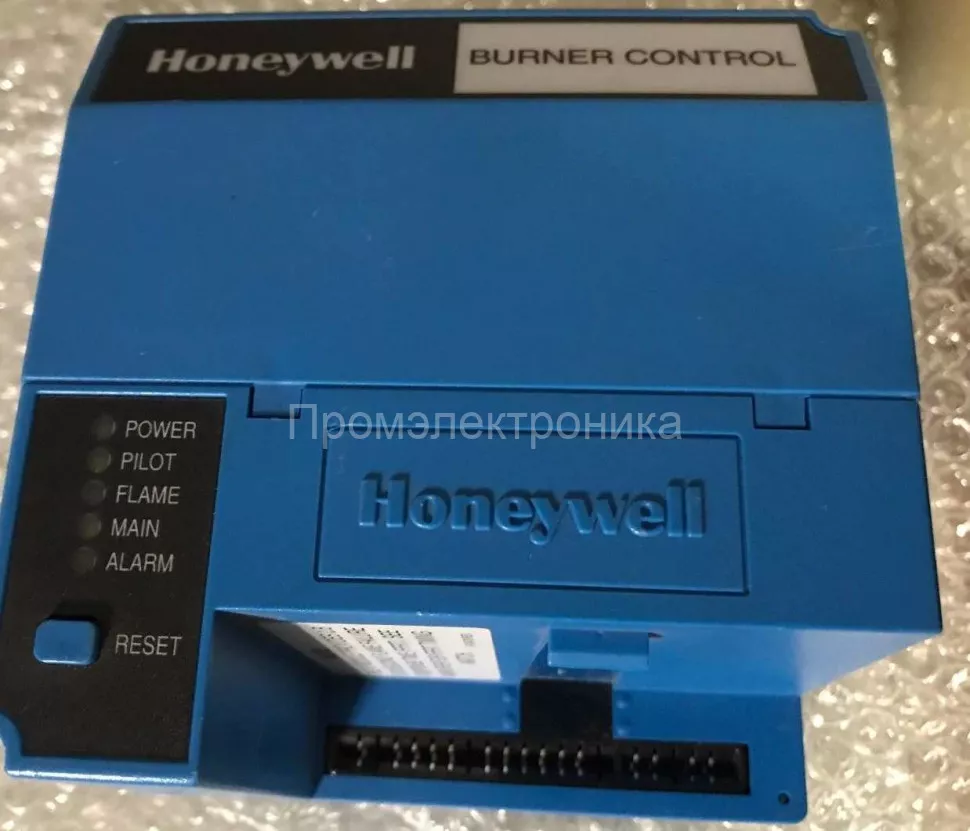 Honeywell BURNER CONTROL
Промэлектроника
POWER
PILOT
FLAME
MAIN
ALARM
RESET
Honeywell